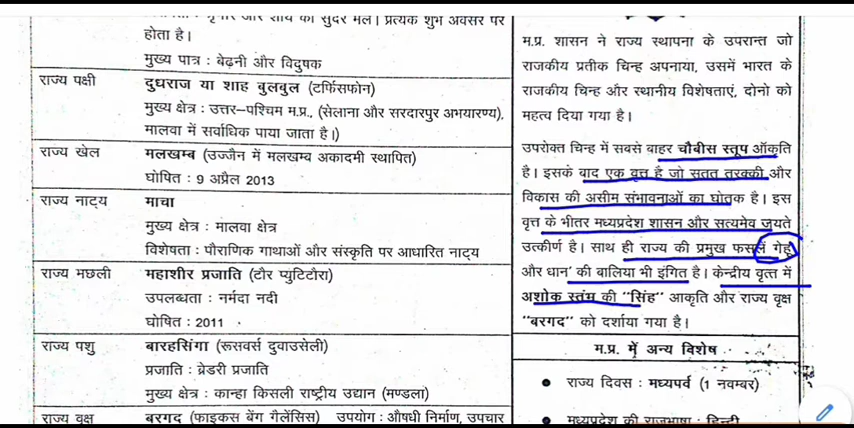 होता है।
मुख्य पात्र : बेढ़नी और विदुषक
राज्य पक्षी
दुधराज या शाह बुलबुल (टर्फिसफोन)
मुख्य क्षेत्र : उत्तर–पश्चिम म.प्र., (सेलाना और सरदारपुर अभयारण्य),
मालवा में सर्वाधिक पाया जाता है।)
राज्य खेल
मलखम्ब (उज्जैन में मलखम्ब अकादमी स्थापित)
घोषित : 9 अप्रैल 2013
राज्य नाट्य
माचा
मुख्य क्षेत्र : मालवा क्षेत्र
विशेषता : पौराणिक गाथाओं और संस्कृति पर आधारित नाट्य
राज्य मछली
महाशीर प्रजाति (टौर प्युटिटौरा)
उपलब्धता : नर्मदा नदी
घोषित : 2011
राज्य पशु
बारहसिंगा (रूसवर्स दुवाउसेली)
प्रजाति : ब्रेडरी प्रजाति
मुख्य क्षेत्र : कान्हा किसली राष्ट्रीय उद्यान (मण्डला)
राज्य वृक्ष
बरगद (फाइकस बेंग गैलेंसिस) उपयोग : औषधी निर्माण, उपचार
म.प्र. शासन ने राज्य स्थापना के उपरान्त जो
राजकीय प्रतीक चिन्ह अपनाया, उसमें भारत के
राजकीय चिन्ह और स्थानीय विशेषताएं, दोनो को
महत्व दिया गया है।
उपरोक्त चिन्ह में सबसे बाहर चौबीस स्तूप ऑकृति
है। इसके बाद एक वृत्त है जो सतत तरक्की और
विकास की असीम संभावनाओं का घोतक है। इस
वृत्त के भीतर मध्यप्रदेश शासन और सत्यमेव जयते
उत्कीर्ण है। साथ ही राज्य की प्रमुख फसलें गेहूं
और धान' की बालिया भी इंगित है। केन्द्रीय वृत्त में
अशोक स्तंभ की "सिंह" आकृति और राज्य वृक्ष
"बरगद" को दर्शाया गया है।
म.प्र. में अन्य विशेष
● राज्य दिवस : मध्यपर्व (1 नवम्बर)
● मध्यप्रदेश की राजभाषा : हिन्दी